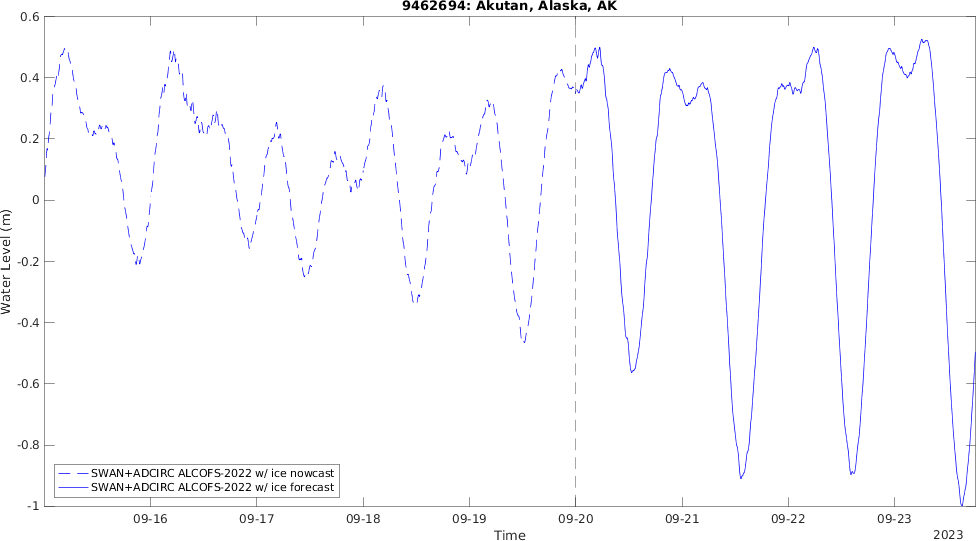 9462694: Akutan, Alaska, AK
0.6
0.4
0.2
0
-0.2
-0.4
-0.6
-0.8
-1
Water Level (m)
SWAN+ADCIRC ALCOFS-2022 w/ ice nowcast
SWAN+ADCIRC ALCOFS-2022 w/ ice forecast
09-16 09-17 09-18 09-19 09-20 09-21 09-22 09-23
Time
2023